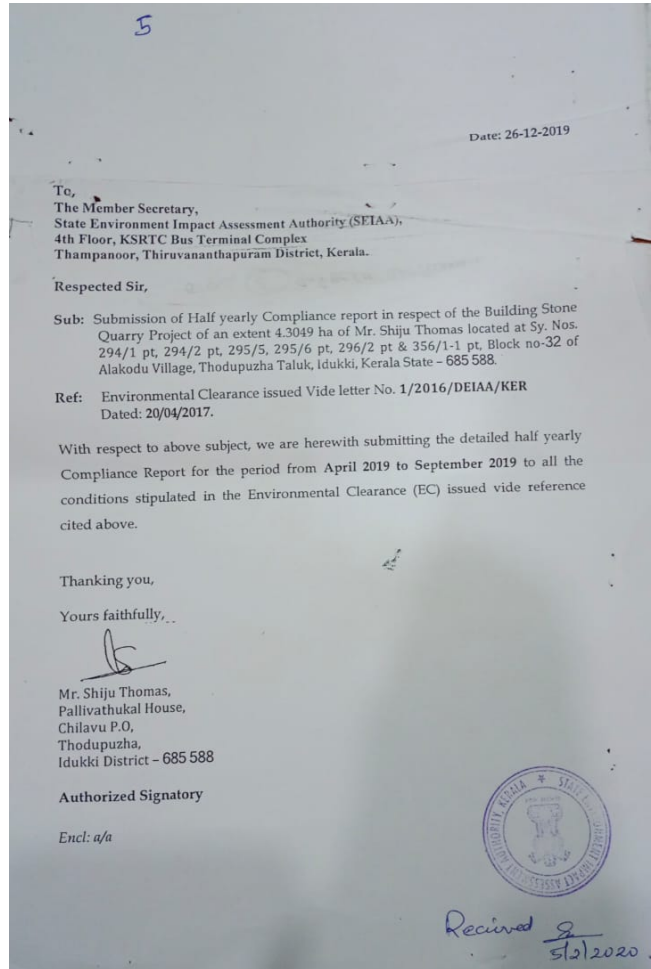 5
Date: 26-12-2019
To,
The Member Secretary,
State Environment Impact Assessment Authority (SEIAA),
4th Floor, KSRTC Bus Terminal Complex
Thampanoor, Thiruvananthapuram District, Kerala.
Respected Sir,
Sub: Submission of Half yearly Compliance report in respect of the Building Stone
Quarry Project of an extent 4.3049 ha of Mr. Shiju Thomas located at Sy. Nos.
294/1 pt, 294/2 pt, 295/5, 295/6 pt, 296/2 pt & 356/1-1 pt, Block no-32 of
Alakodu Village, Thodupuzha Taluk, Idukki, Kerala State – 685 588.
Ref: Environmental Clearance issued Vide letter No. 1/2016/DEIAA/KER
Dated: 20/04/2017.
With respect to above subject, we are herewith submitting the detailed half yearly
Compliance Report for the period from April 2019 to September 2019 to all the
conditions stipulated in the Environmental Clearance (EC) issued vide reference
cited above.
Thanking you,
Yours faithfully,
Mr. Shiju Thomas,
Pallivathukal House,
Chilavu P.O,
Thodupuzha,
Idukki District – 685 588
Authorized Signatory
Encl: a/a
STATE ENVIRONMENT IMPACT ASSESSMENT AUTHORITY, KERALA
Recieved
5/2/2020